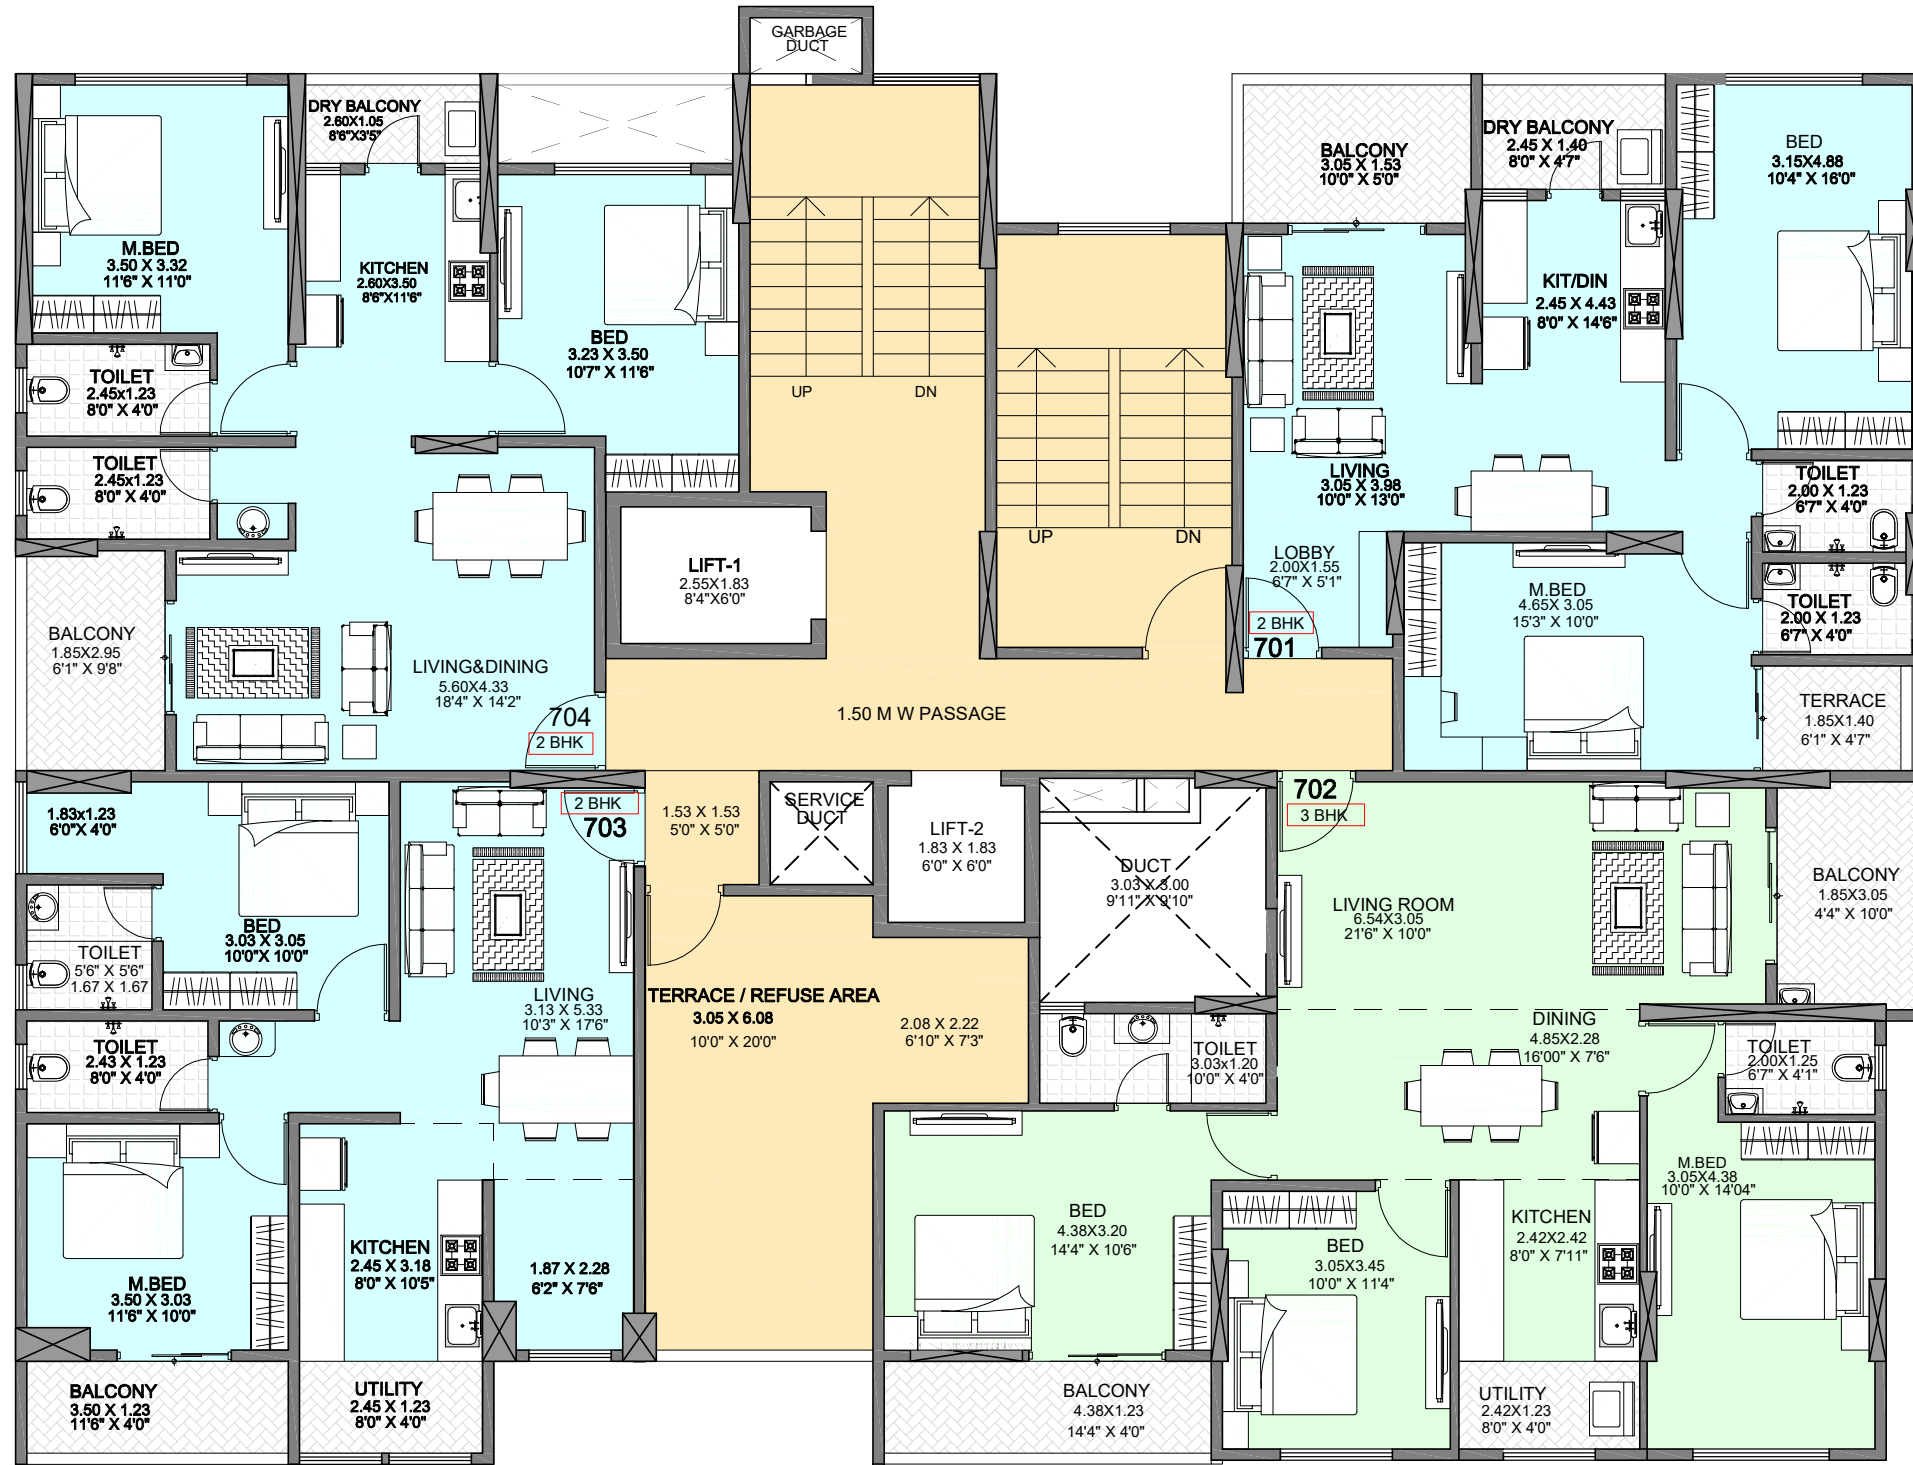 GARBAGE
DUCT
M.BED
3.50 X 3.32
11'6" X 11'0"
DRY BALCONY
2.60X1.05
8'6"X3'5"
KITCHEN
2.60X3.50
8'6"X11'6"
BED
3.23 X 3.50
10'7" X 11'6"
TOILET
2.45x1.23
8'0" X 4'0"
TOILET
2.45x1.23
8'0" X 4'0"
BALCONY
1.85X2.95
6'1" X 9'8"
LIVING&DINING
5.60X4.33
18'4" X 14'2"
704
2 BHK
LIFT-1
2.55X1.83
8'4"X6'0"
UP
DN
UP
DN
1.50 M W PASSAGE
BALCONY
3.05 X 1.53
10'0" X 5'0"
DRY BALCONY
2.45 X 1.40
8'0" X 4'7"
BED
3.15X4.88
10'4" X 16'0"
KIT/DIN
2.45 X 4.43
8'0" X 14'6"
LIVING
3.05 X 3.98
10'0" X 13'0"
LOBBY
2.00X1.55
6'7" X 5'1"
2 BHK
701
TOILET
2.00 X 1.23
6'7" X 4'0"
M.BED
4.65X 3.05
15'3" X 10'0"
TOILET
2.00 X 1.23
6'7" X 4'0"
TERRACE
1.85X1.40
6'1" X 4'7"
1.83x1.23
6'0"X 4'0"
2 BHK
703
BED
3.03 X 3.05
10'0"X 10'0"
TOILET
5'6" X 5'6"
1.67 X 1.67
TOILET
2.43 X 1.23
8'0" X 4'0"
LIVING
3.13 X 5.33
10'3" X 17'6"
M.BED
3.50 X 3.03
11'6" X 10'0"
KITCHEN
2.45 X 3.18
8'0" X 10'5"
1.87 X 2.28
6'2" X 7'6"
BALCONY
3.50 X 1.23
11'6" X 4'0"
UTILITY
2.45 X 1.23
8'0" X 4'0"
1.53 X 1.53
5'0" X 5'0"
SERVICE
DUCT
LIFT-2
1.83 X 1.83
6'0" X 6'0"
DUCT
3.03 X 3.00
9'11" X 9'10"
TERRACE / REFUSE AREA
3.05 X 6.08
10'0" X 20'0"
2.08 X 2.22
6'10" X 7'3"
702
3 BHK
LIVING ROOM
6.54X3.05
21'6" X 10'0"
BALCONY
1.85X3.05
4'4" X 10'0"
DINING
4.85X2.28
16'00" X 7'6"
TOILET
3.03x1.20
10'0" X 4'0"
TOILET
2.00X1.25
6'7" X 4'1"
M.BED
3.05X4.38
10'0" X 14'04"
BED
4.38X3.20
14'4" X 10'6"
BED
3.05X3.45
10'0" X 11'4"
KITCHEN
2.42X2.42
8'0" X 7'11"
BALCONY
4.38X1.23
14'4" X 4'0"
UTILITY
2.42X1.23
8'0" X 4'0"